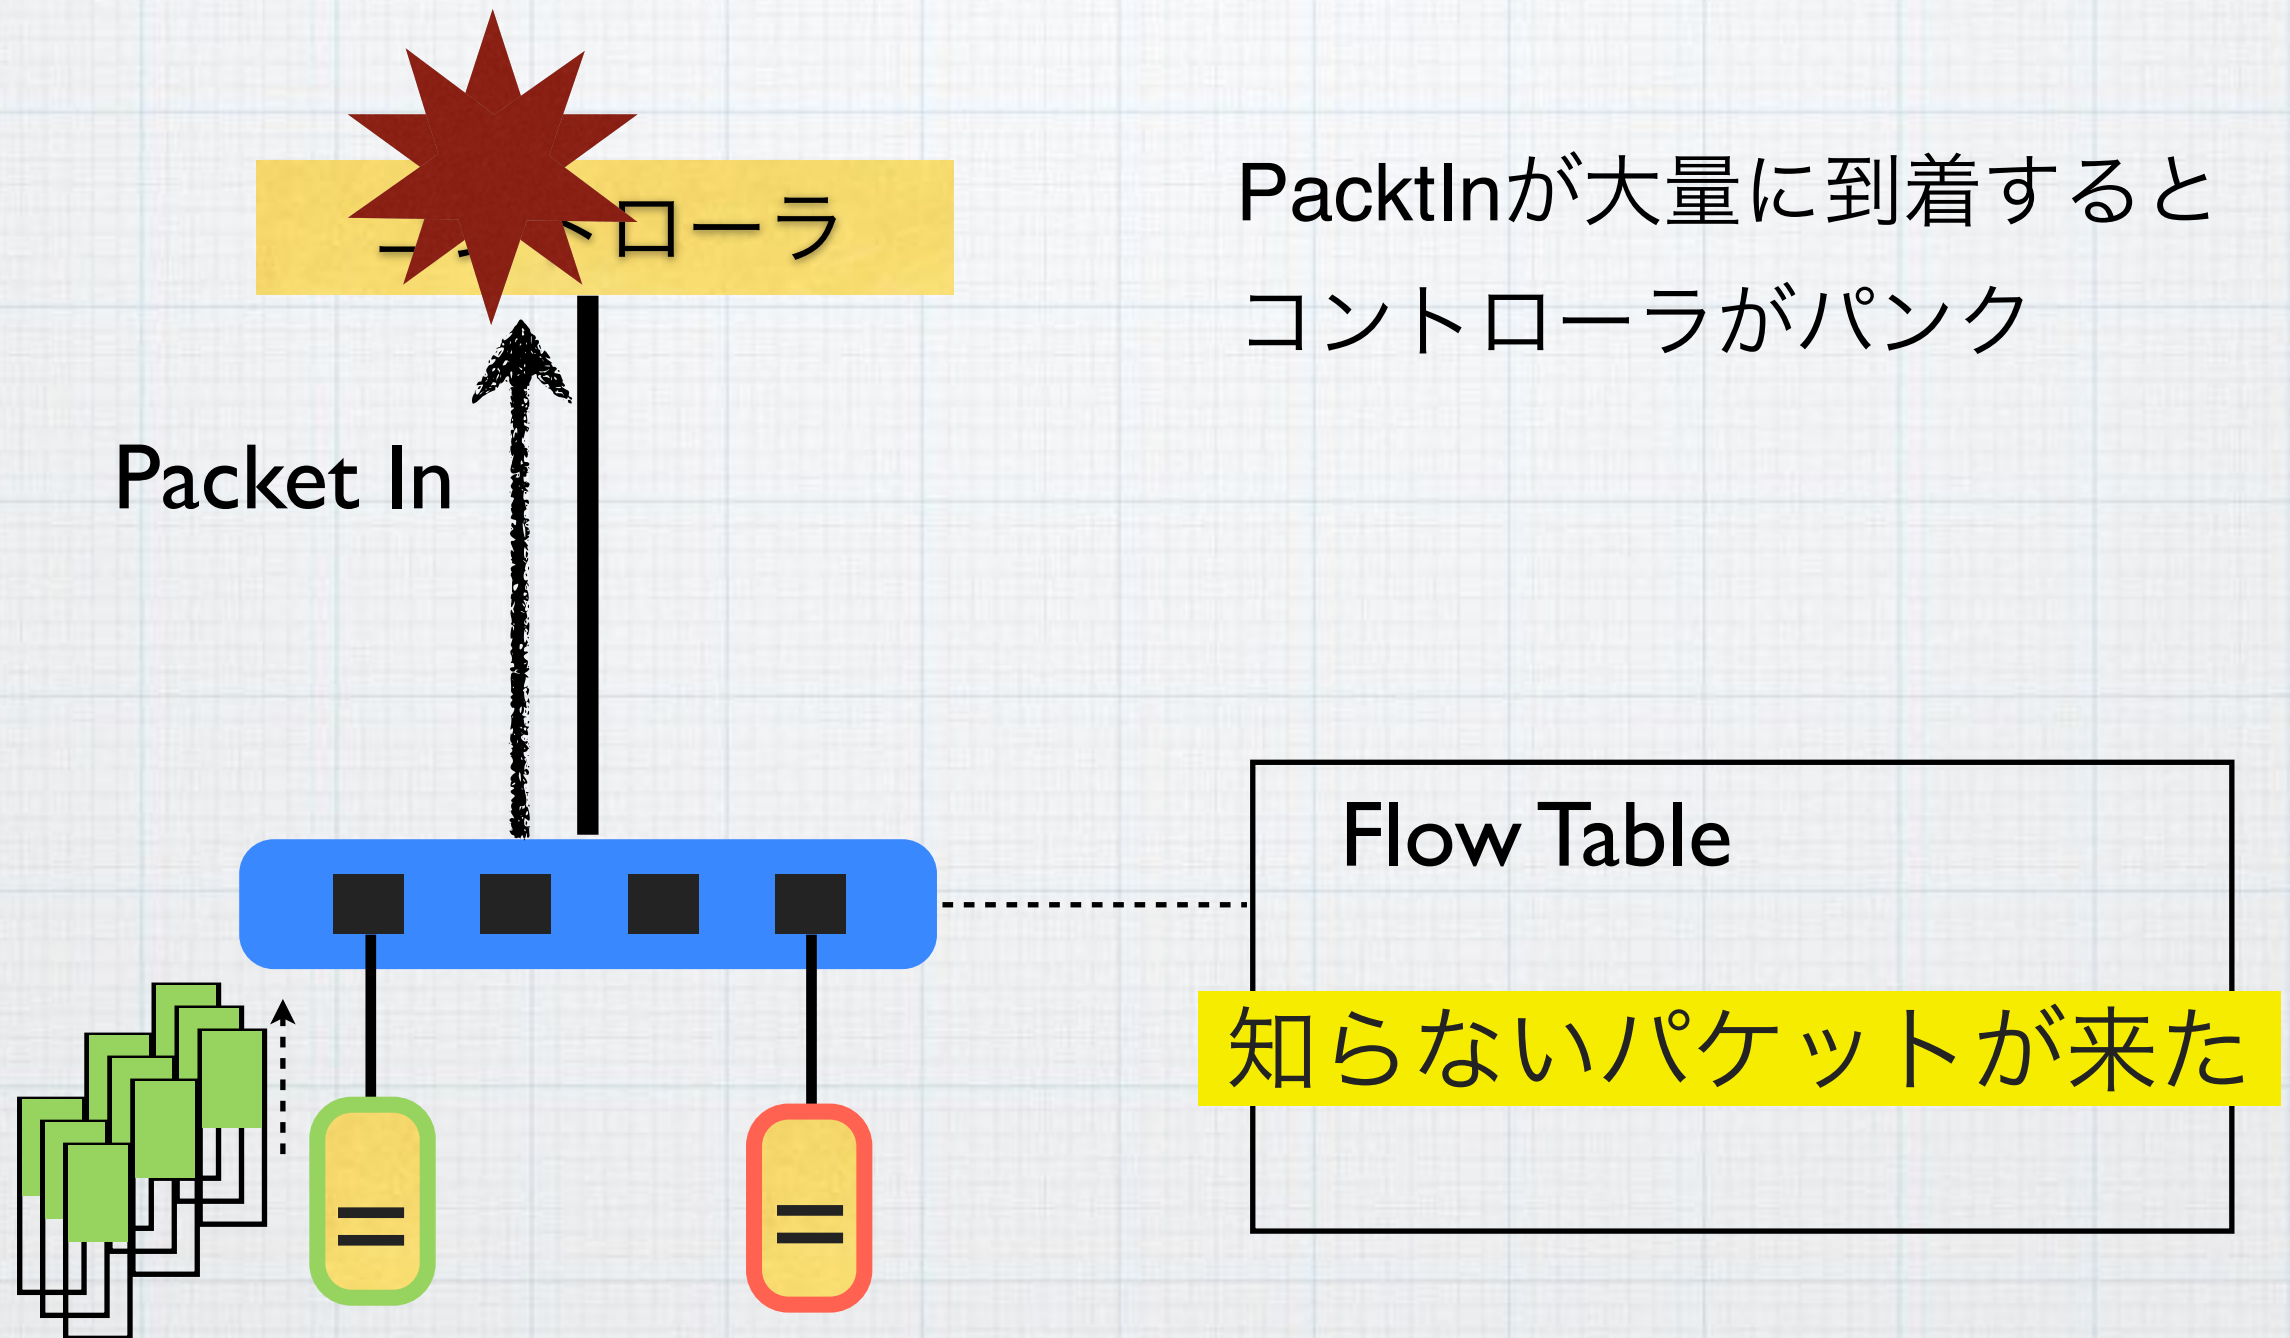 PacktInが大量に到着すると
コントローラがパンク
ローラ
Packet In
Flow Table
知らないパケットが来た